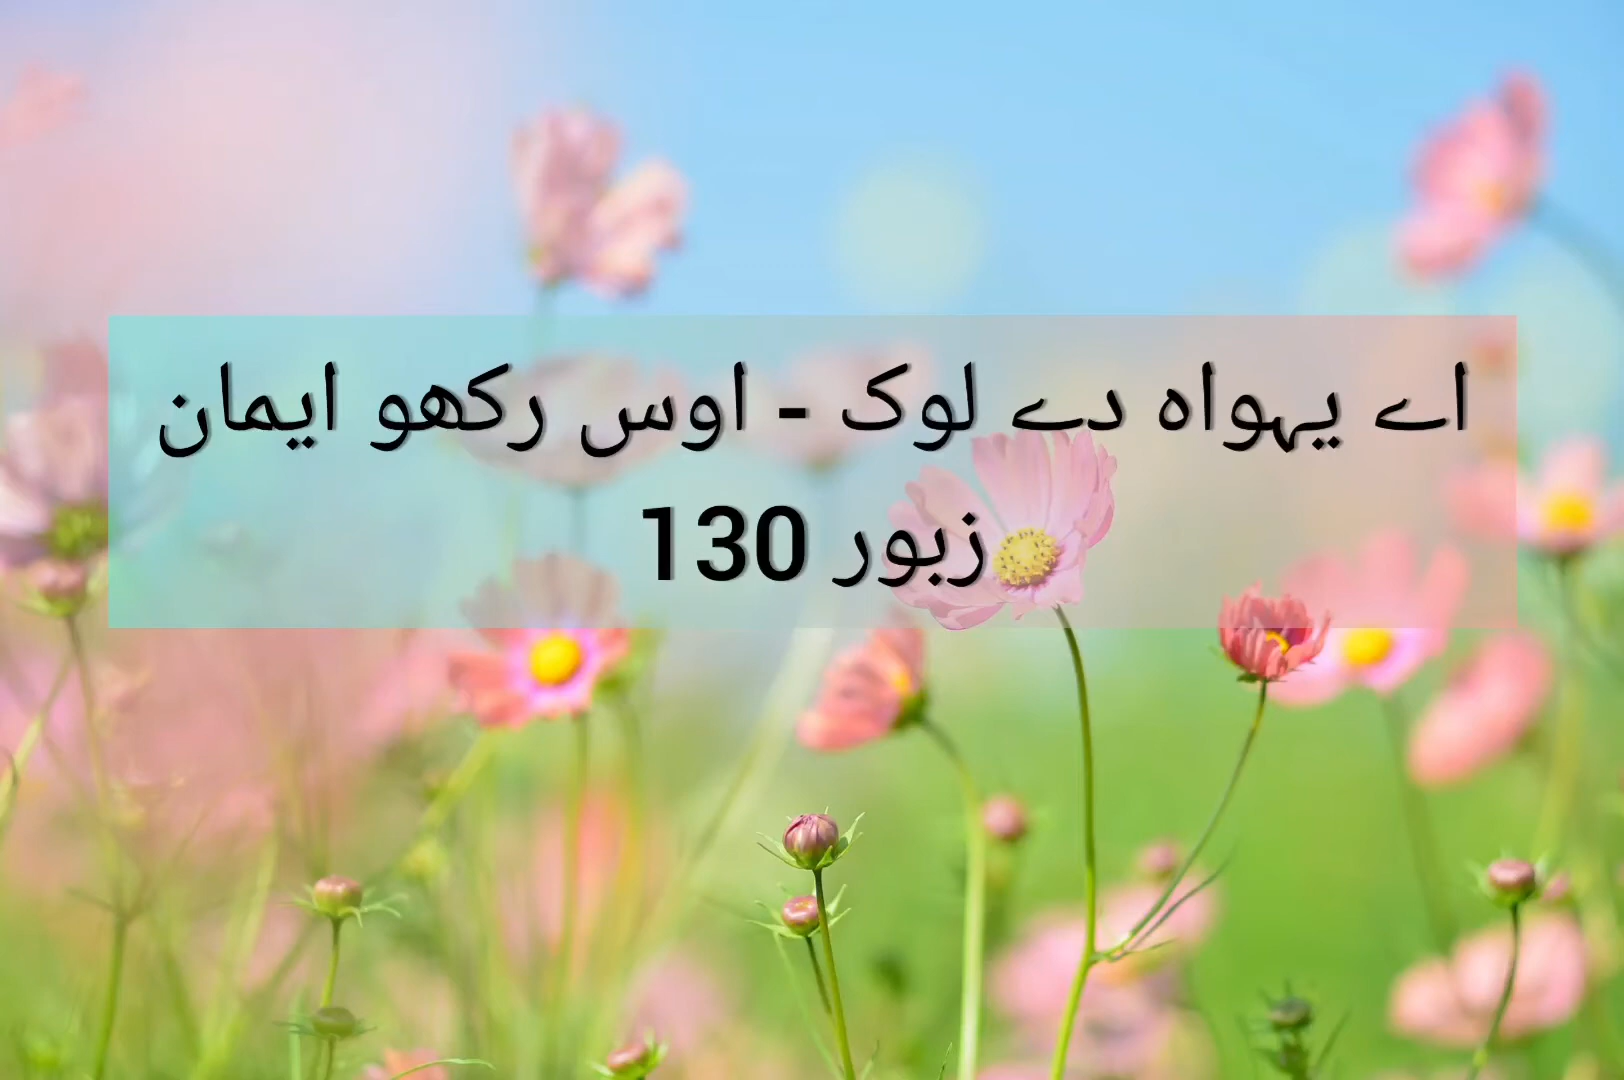 اے یہواہ دے لوک - اوس رکھو ایمان
زبور 130